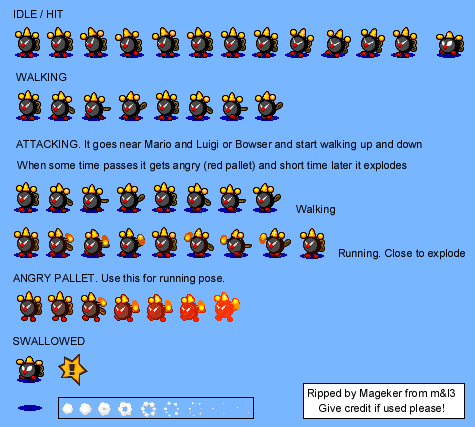 IDLE / HIT
WALKING
ATTACKING. It goes near Mario and Luigi or Bowser and start walking up and down
When some time passes it gets angry (red pallet) and short time later it explodes
Walking
Running. Close to explode
ANGRY PALLET. Use this for running pose.
SWALLOWED
!
Ripped by Mageker from m&l3
Give credit if used please!